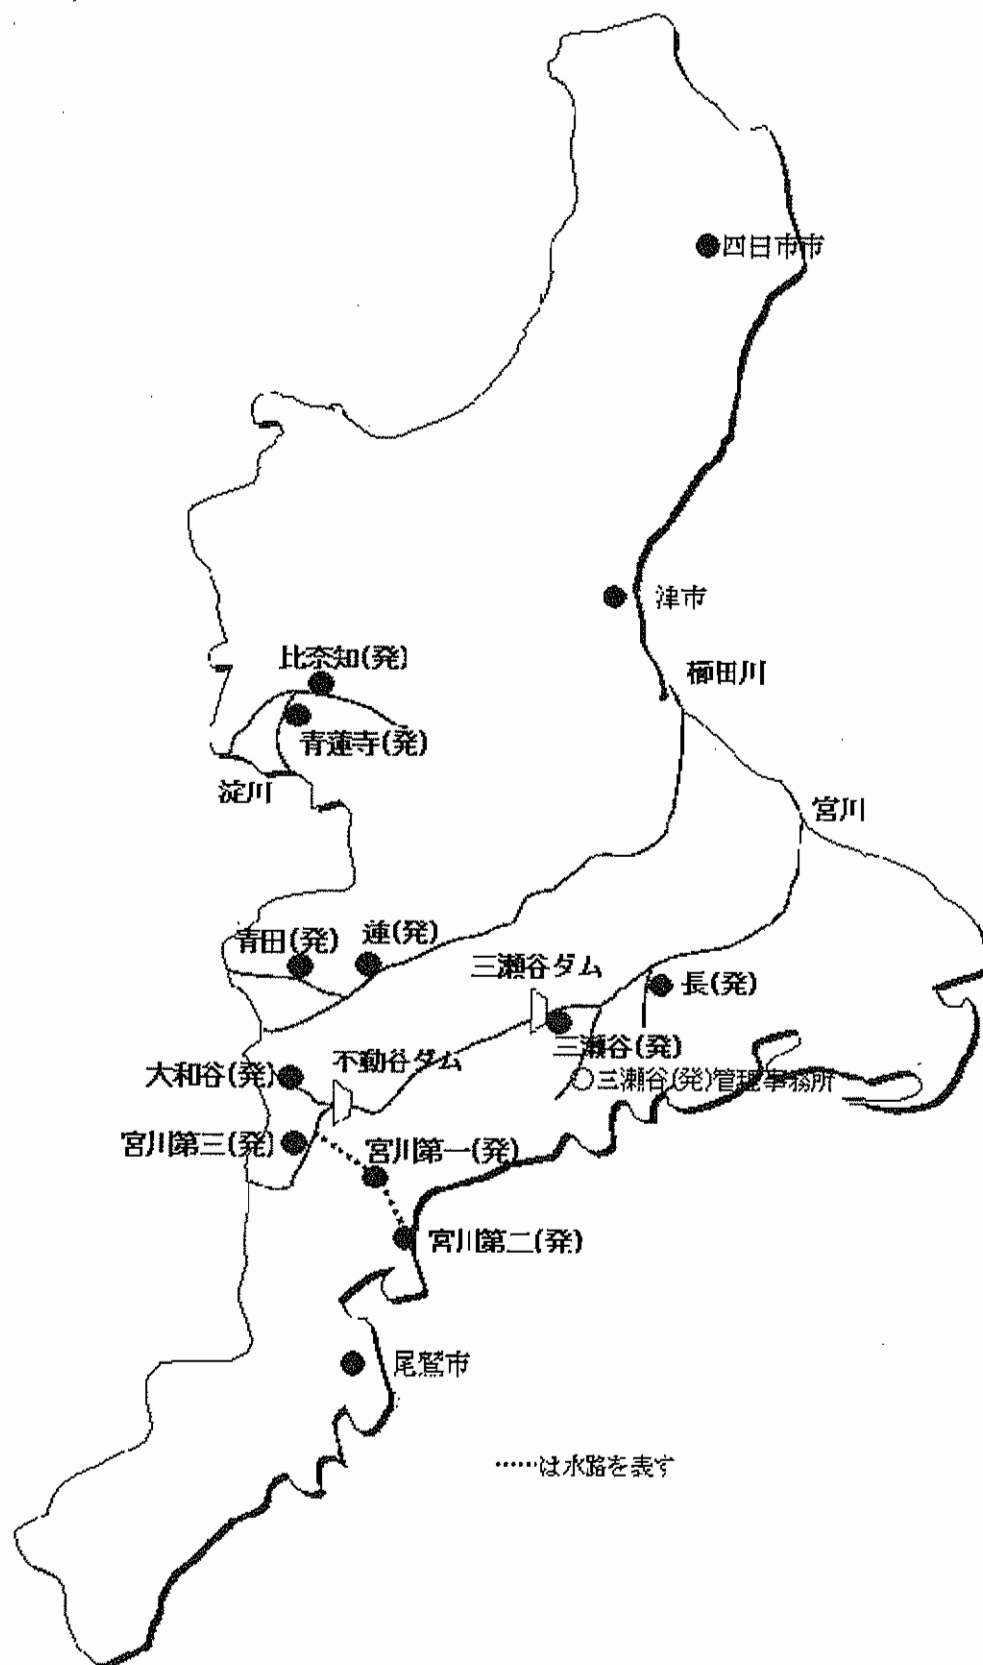 四日市市
津市
比奈知(発)
櫛田川
青蓮寺(発)
淀川
宮川
青田(発)
蓮(発)
三瀬谷ダム
長(発)
三瀬谷(発)
不動谷ダム
大和谷(発)
○三瀬谷(発)管理事務所
宮川第三(発)
宮川第一(発)
宮川第二(発)
尾鷲市
……は水路を表す